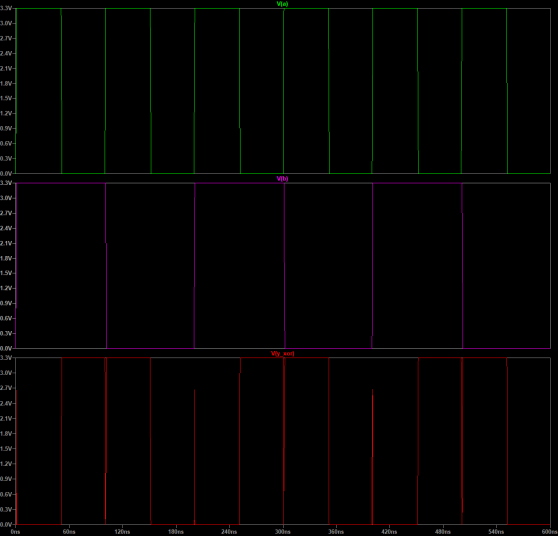 V(a)
3.3V
3.0V
2.7V
2.4V
2.1V
1.8V
1.5V
1.2V
0.9V
0.6V
0.3V
0.0V
V(b)
3.3V
3.0V
2.7V
2.4V
2.1V
1.8V
1.5V
1.2V
0.9V
0.6V
0.3V
0.0V
V(y_xor)
3.3V
3.0V
2.7V
2.4V
2.1V
1.8V
1.5V
1.2V
0.9V
0.6V
0.3V
0.0V
0ns 60ns 120ns 180ns 240ns 300ns 360ns 420ns 480ns 540ns 600ns